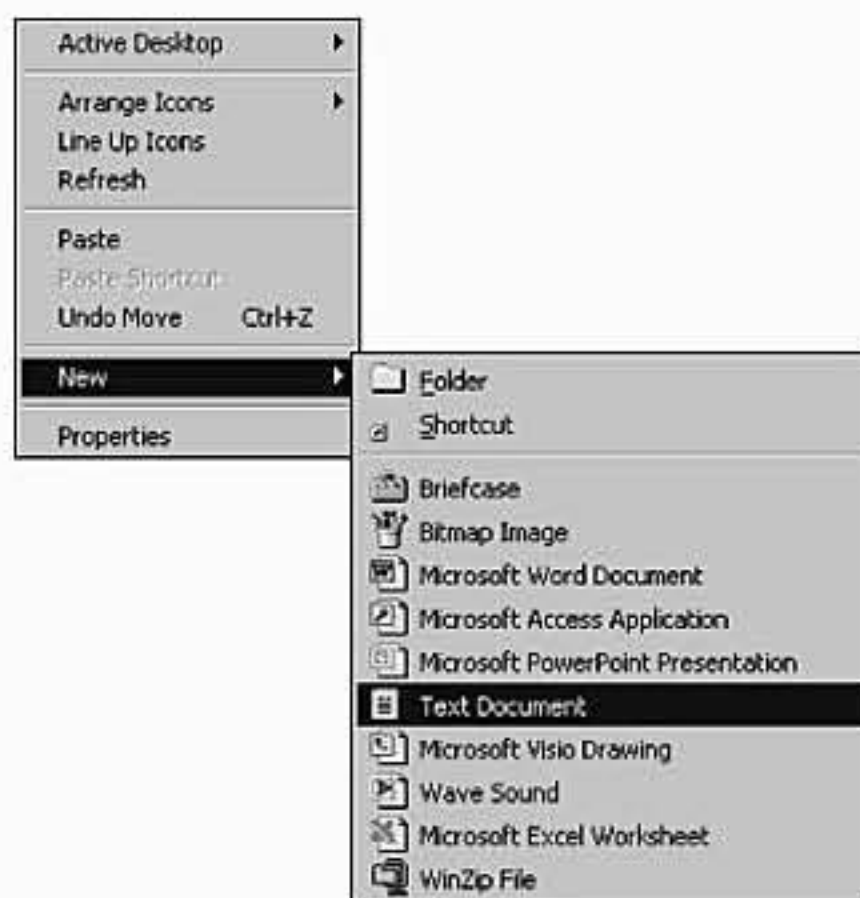 Active Desktop
Arrange Icons
Line Up Icons
Refresh
Paste
Paste Shortcut
Undo Move Ctrl+Z
New
Properties
Folder
Shortcut
Briefcase
Bitmap Image
Microsoft Word Document
Microsoft Access Application
Microsoft PowerPoint Presentation
Text Document
Microsoft Visio Drawing
Wave Sound
Microsoft Excel Worksheet
WinZip File